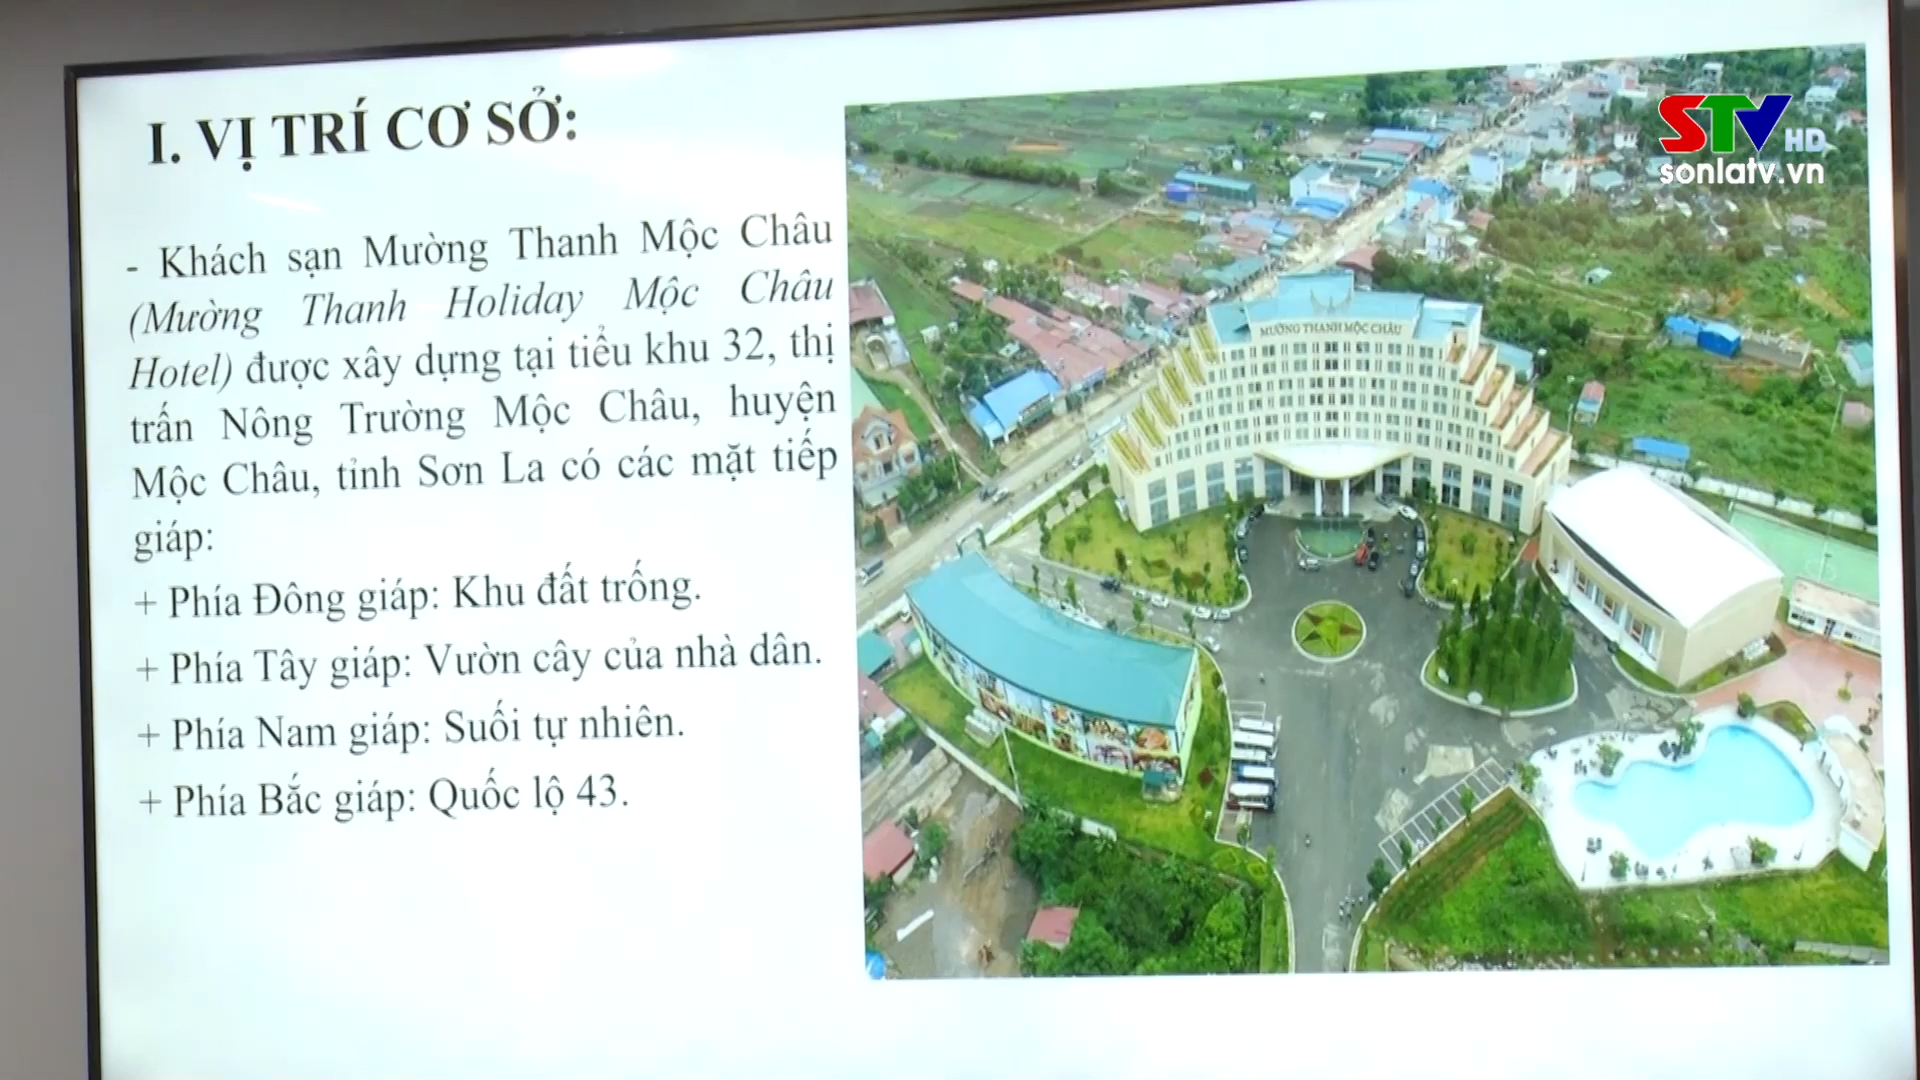 I. VỊ TRÍ CƠ SỞ:
- Khách sạn Mường Thanh Mộc Châu
(Mường Thanh Holiday Mộc Châu
Hotel) được xây dựng tại tiểu khu 32, thị
trấn Nông Trường Mộc Châu, huyện
Mộc Châu, tỉnh Sơn La có các mặt tiếp
giáp:
+ Phía Đông giáp: Khu đất trống.
+ Phía Tây giáp: Vườn cây của nhà dân.
+ Phía Nam giáp: Suối tự nhiên.
+ Phía Bắc giáp: Quốc lộ 43.
MƯỜNG THANH MỘC CHÂU
STV HD
sonlatv.vn